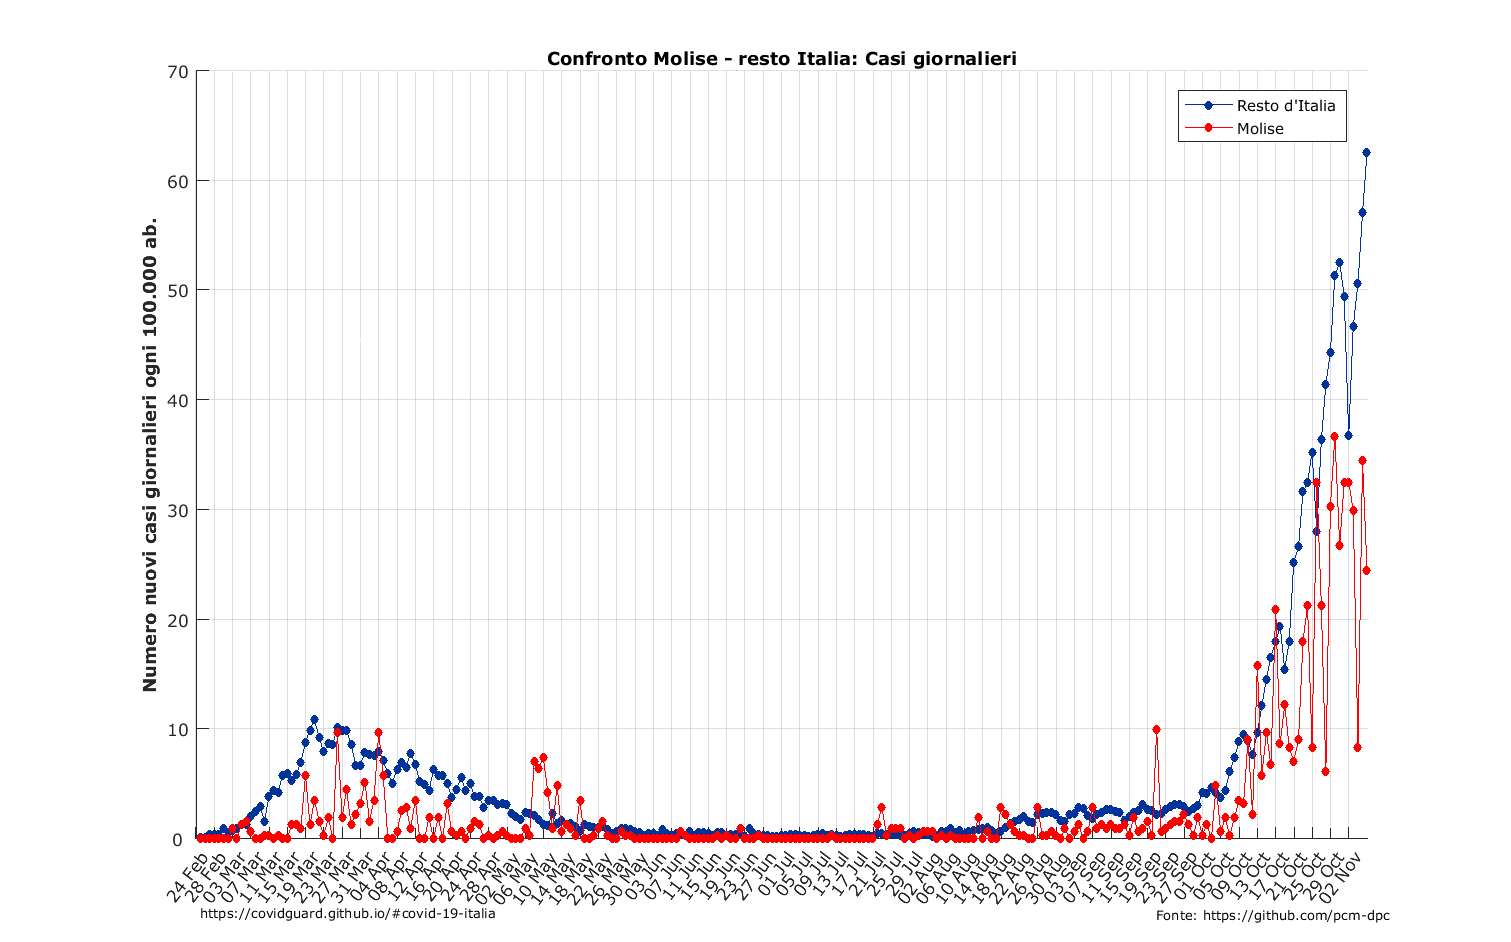 Confronto Molise - resto Italia: Casi giornalieri
Resto d'Italia
Molise
Numero nuovi casi giornalieri ogni 100.000 ab.
70
60
50
40
30
20
10
0
24 Feb
28 Feb
03 Mar
07 Mar
11 Mar
15 Mar
19 Mar
23 Mar
27 Mar
31 Mar
04 Apr
08 Apr
12 Apr
16 Apr
20 Apr
24 Apr
28 Apr
02 May
06 May
10 May
14 May
18 May
22 May
26 May
30 May
03 Jun
07 Jun
11 Jun
15 Jun
19 Jun
23 Jun
27 Jun
01 Jul
05 Jul
09 Jul
13 Jul
17 Jul
21 Jul
25 Jul
29 Jul
02 Aug
06 Aug
10 Aug
14 Aug
18 Aug
22 Aug
26 Aug
30 Aug
03 Sep
07 Sep
11 Sep
15 Sep
19 Sep
23 Sep
27 Sep
01 Oct
05 Oct
09 Oct
13 Oct
17 Oct
21 Oct
25 Oct
29 Oct
02 Nov
https://covidguard.github.io/#covid-19-italia
Fonte: https://github.com/pcm-dpc